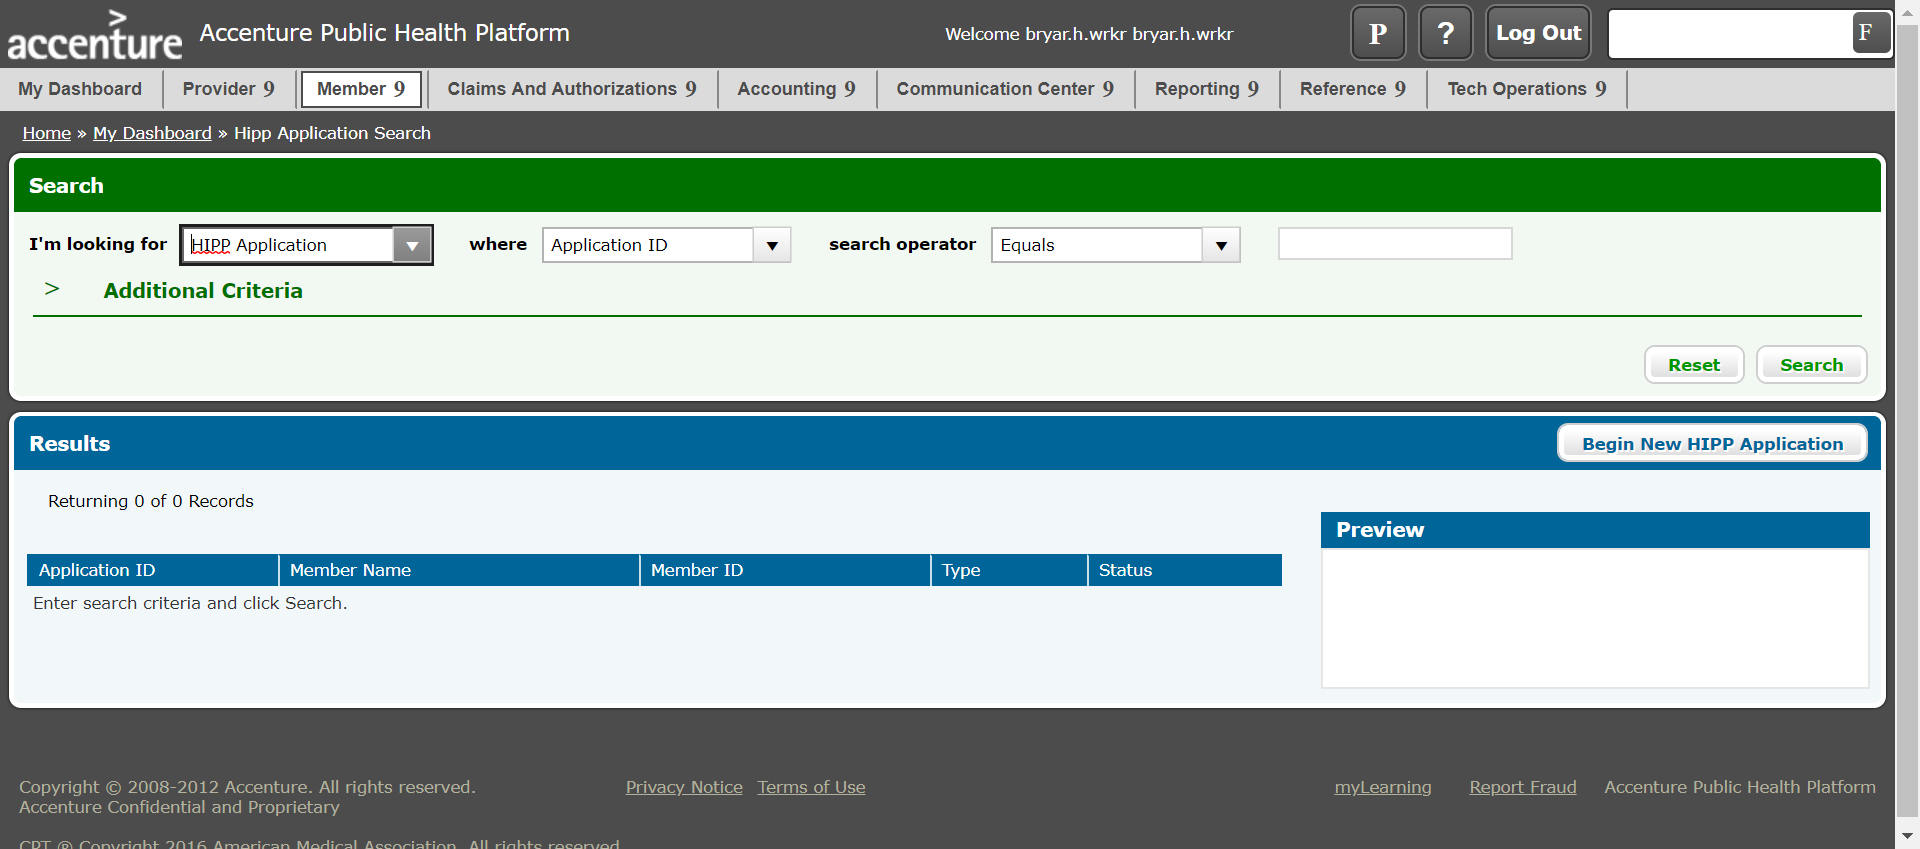 accenture
Accenture Public Health Platform
Welcome bryar.h.wrkr bryar.h.wrkr
P
?
Log Out
F
My Dashboard
Provider 9
Member 9
Claims And Authorizations 9
Accounting 9
Communication Center 9
Reporting 9
Reference 9
Tech Operations 9
Home » My Dashboard » Hipp Application Search
Search
I'm looking for HIPP Application ▼ where Application ID ▼ search operator Equals ▼
> Additional Criteria
Reset
Search
Results
Begin New HIPP Application
Returning 0 of 0 Records
Application ID
Member Name
Member ID
Type
Status
Enter search criteria and click Search.
Preview
Copyright © 2008-2012 Accenture. All rights reserved.
Accenture Confidential and Proprietary
Privacy Notice
Terms of Use
myLearning
Report Fraud
Accenture Public Health Platform
CPT ® Copyright 2016 American Medical Association. All rights reserved.